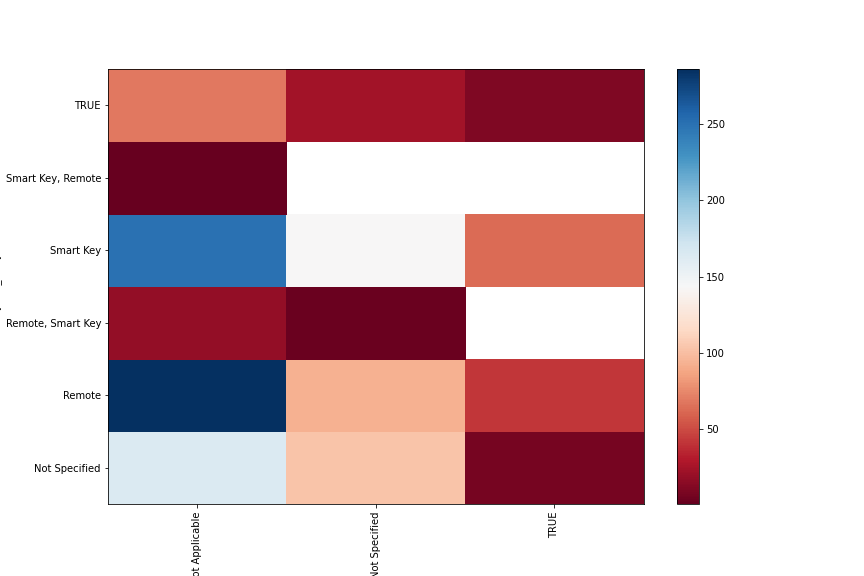 TRUE
Smart Key, Remote
Smart Key
Remote, Smart Key
Remote
Not Specified
ot Applicable
Not Specified
TRUE
250
200
150
100
50